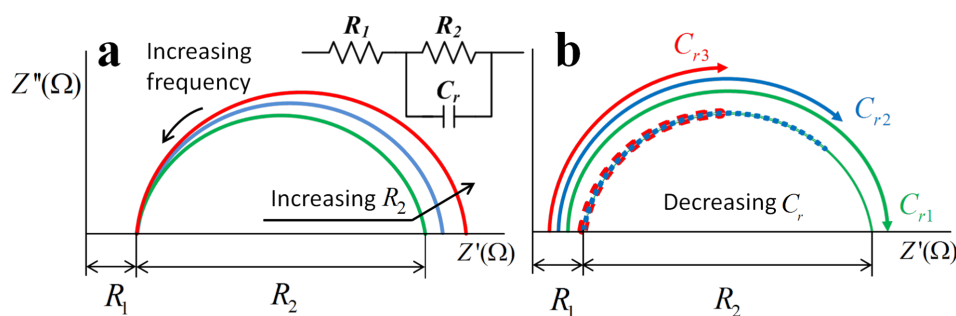 a
Increasing
frequency
Z''(Ω)
R₁
R₂
Cᵣ
Increasing R₂
Z'(Ω)
R₁
R₂
b
Cᵣ₃
Cᵣ₂
Cᵣ₁
Decreasing Cᵣ
Z'(Ω)
R₁
R₂